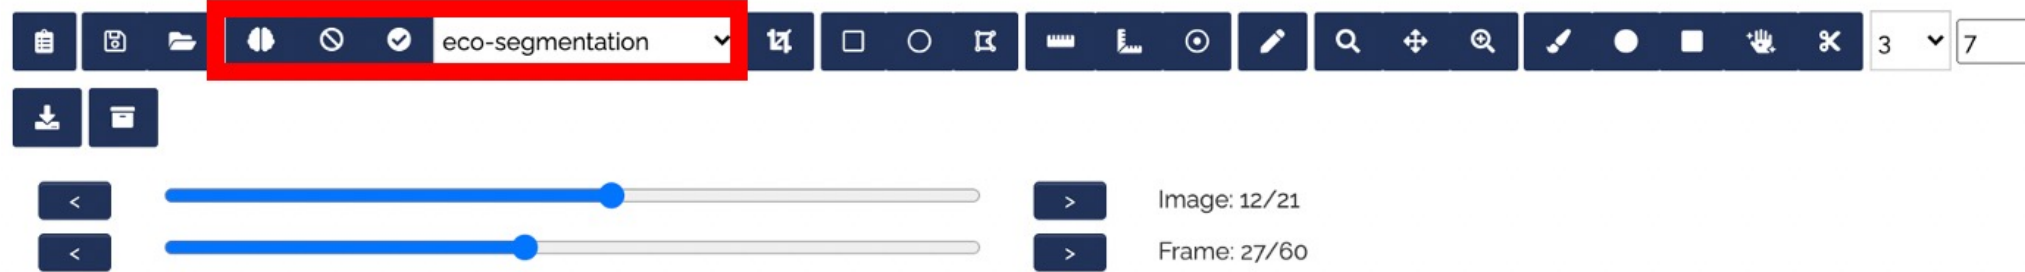 eco-segmentation 3 7
< > Image: 12/21
< > Frame: 27/60